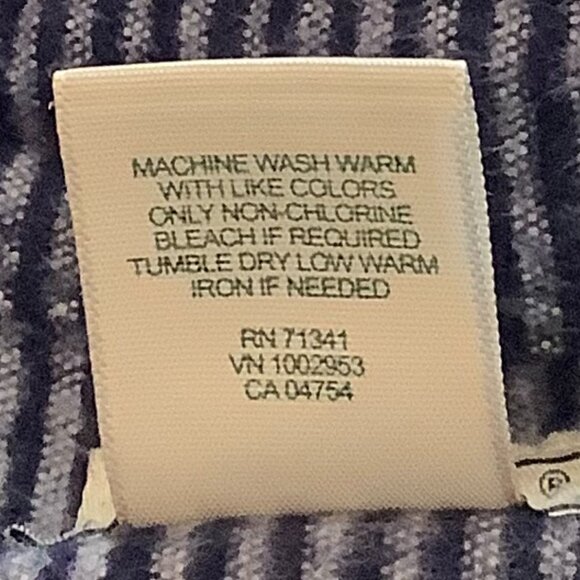 MACHINE WASH WARM
WITH LIKE COLORS
ONLY NON-CHLORINE
BLEACH IF REQUIRED
TUMBLE DRY LOW WARM
IRON IF NEEDED
RN 71341
VN 1002953
CA 04754